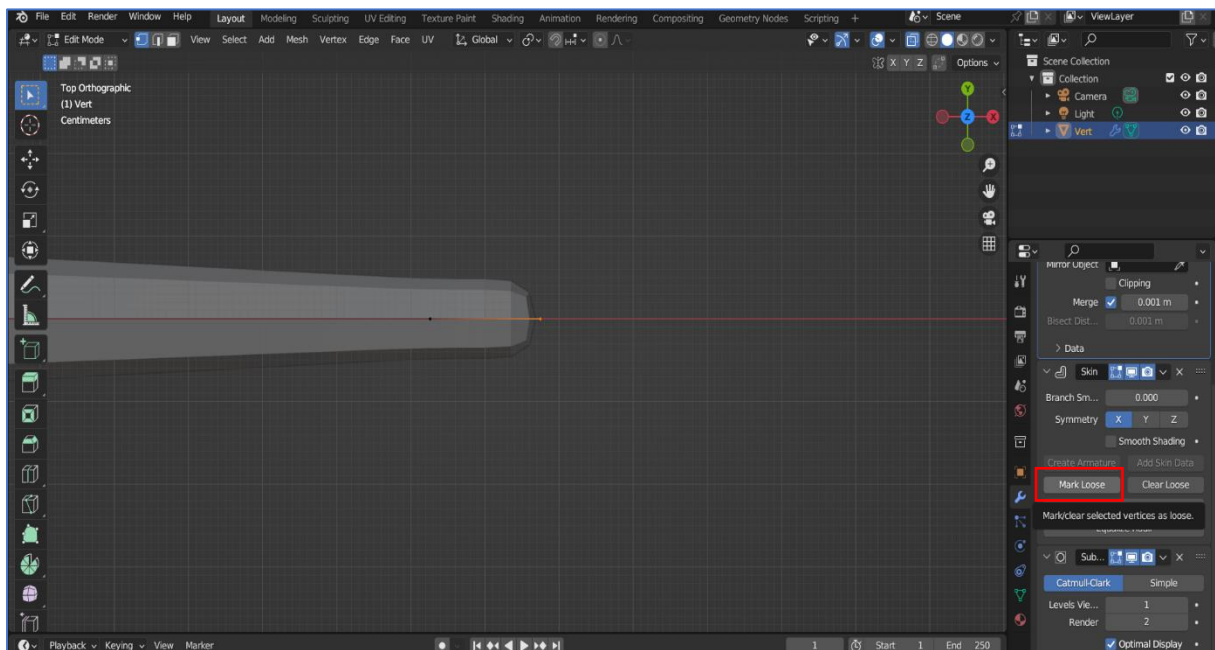 File Edit Render Window Help Layout Modeling Sculpting UV Editing Texture Paint Shading Animation Rendering Compositing Geometry Nodes Scripting + Scene ViewLayer
Edit Mode View Select Add Mesh Vertex Edge Face UV Global
X Y Z Options
Top Orthographic
(1) Vert
Centimeters
Y
Z X
Scene Collection
Collection
Camera
Light
Vert
Mirror Object
Clipping
Merge 0.001 m
Bisect Dist... 0.001 m
> Data
Skin
Branch Sm... 0.000
Symmetry X Y Z
Smooth Shading
Create Armature Add Skin Data
Mark Loose Clear Loose
Mark/clear selected vertices as loose.
Sub...
Catmull-Clark Simple
Levels Vie... 1
Render 2
Optimal Display
Playback Keying View Marker 1 Start 1 End 250